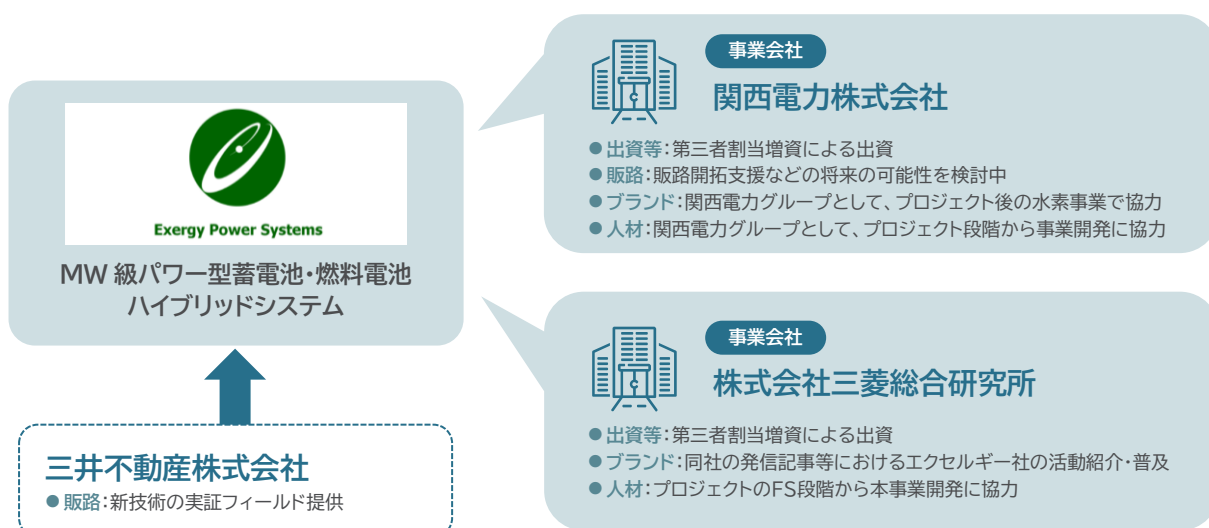 Exergy Power Systems
MW 級パワー型蓄電池・燃料電池
ハイブリッドシステム
三井不動産株式会社
●販路:新技術の実証フィールド提供
事業会社
関西電力株式会社
●出資等:第三者割当増資による出資
●販路:販路開拓支援などの将来の可能性を検討中
●ブランド:関西電力グループとして、プロジェクト後の水素事業で協力
●人材:関西電力グループとして、プロジェクト段階から事業開発に協力
事業会社
株式会社三菱総合研究所
●出資等:第三者割当増資による出資
●ブランド:同社の発信記事等におけるエクセルギー社の活動紹介・普及
●人材:プロジェクトのFS段階から本事業開発に協力